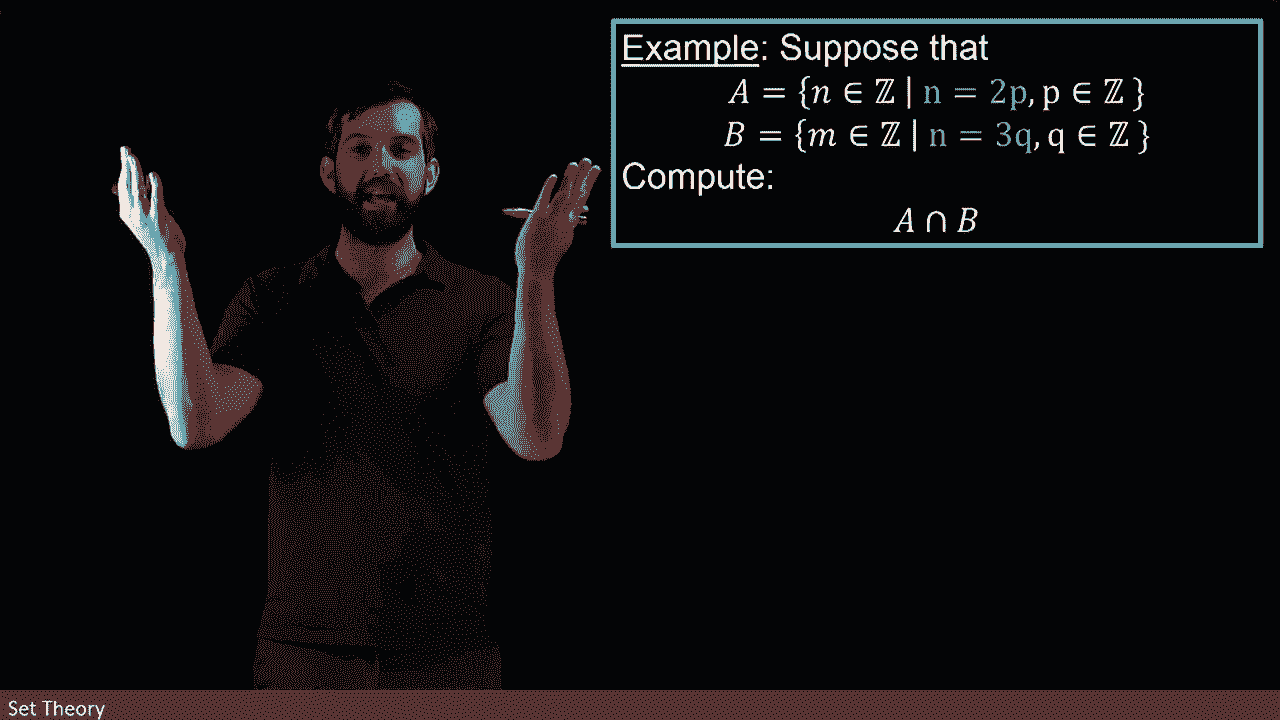 Example: Suppose that
A = {n ∈ ℤ | n = 2p, p ∈ ℤ }
B = {m ∈ ℤ | n = 3q, q ∈ ℤ }
Compute:
A ∩ B
Set Theory